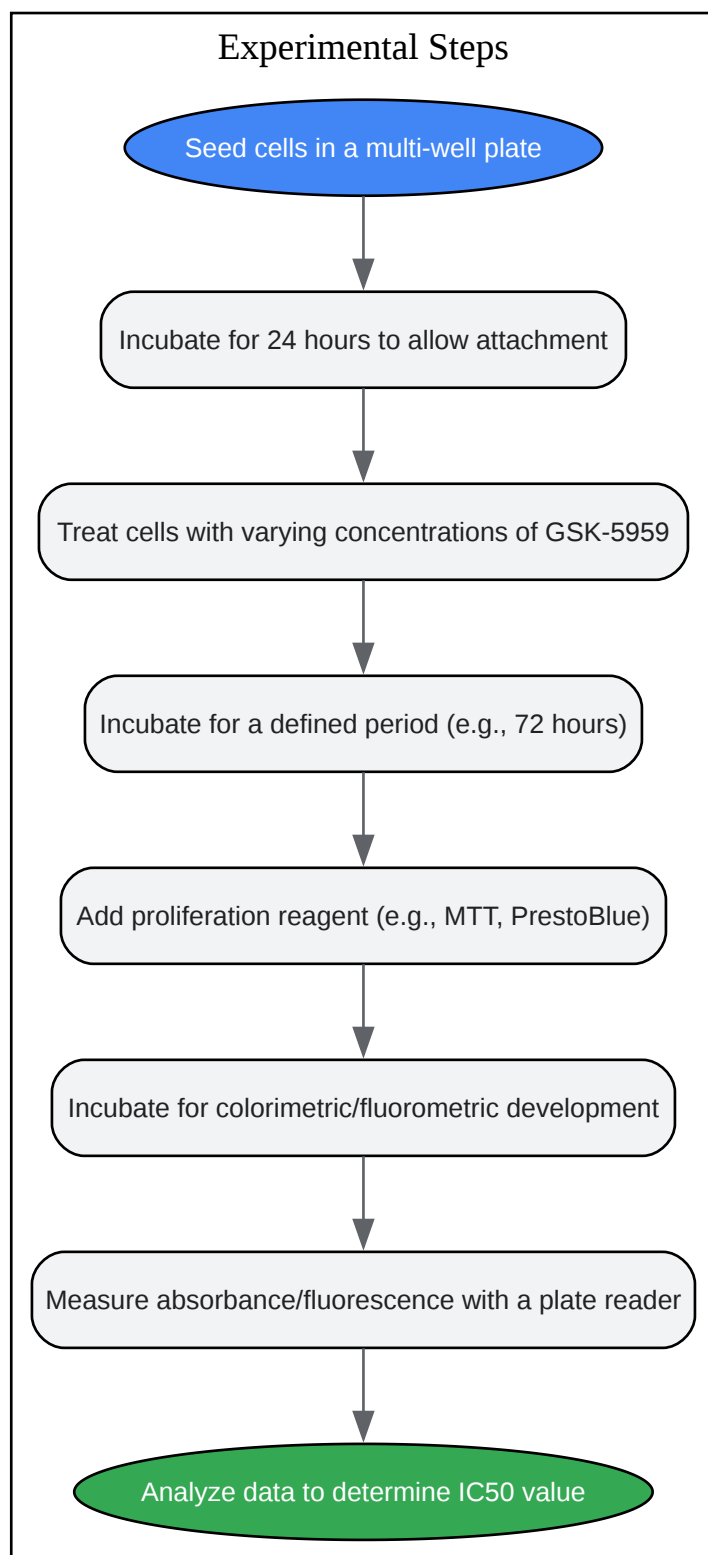 Experimental Steps
Seed cells in a multi-well plate
Incubate for 24 hours to allow attachment
Treat cells with varying concentrations of GSK-5959
Incubate for a defined period (e.g., 72 hours)
Add proliferation reagent (e.g., MTT, PrestoBlue)
Incubate for colorimetric/fluorometric development
Measure absorbance/fluorescence with a plate reader
Analyze data to determine IC50 value